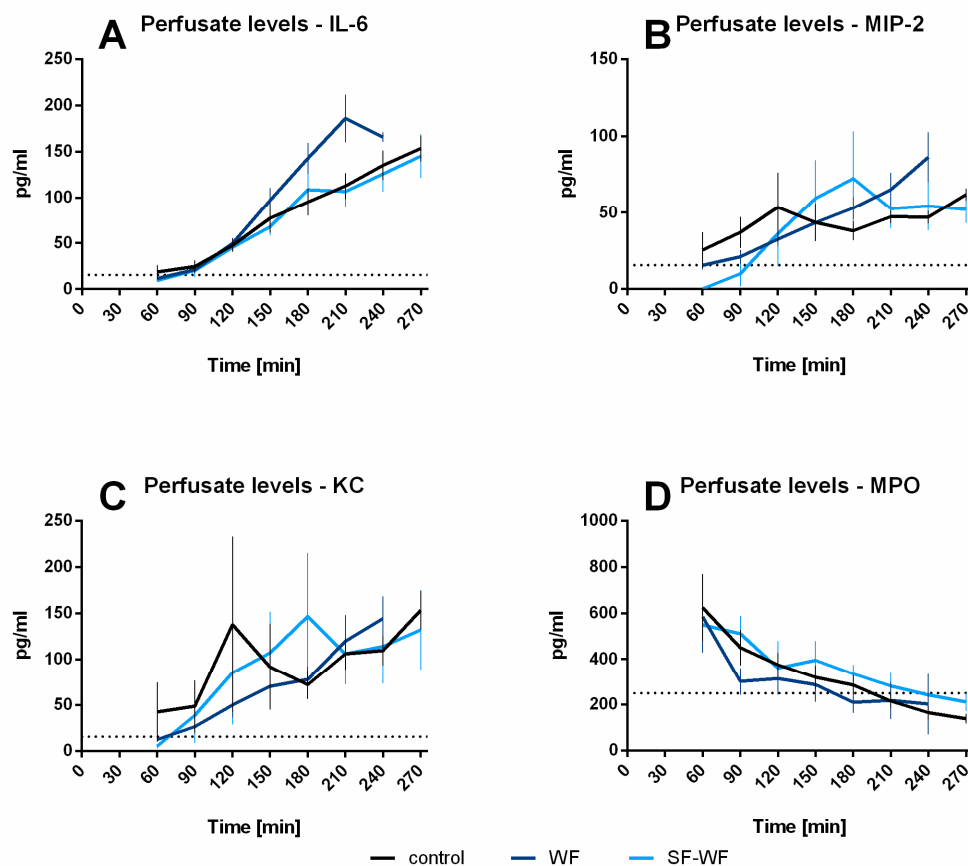 A Perfusate levels - IL-6
250
200
150
100
50
0
pg/ml
0 30 60 90 120 150 180 210 240 270
Time [min]
B Perfusate levels - MIP-2
150
100
50
0
pg/ml
0 30 60 90 120 150 180 210 240 270
Time [min]
C Perfusate levels - KC
250
200
150
100
50
0
pg/ml
0 30 60 90 120 150 180 210 240 270
Time [min]
D Perfusate levels - MPO
1000
800
600
400
200
0
pg/ml
0 30 60 90 120 150 180 210 240 270
Time [min]
control WF SF-WF